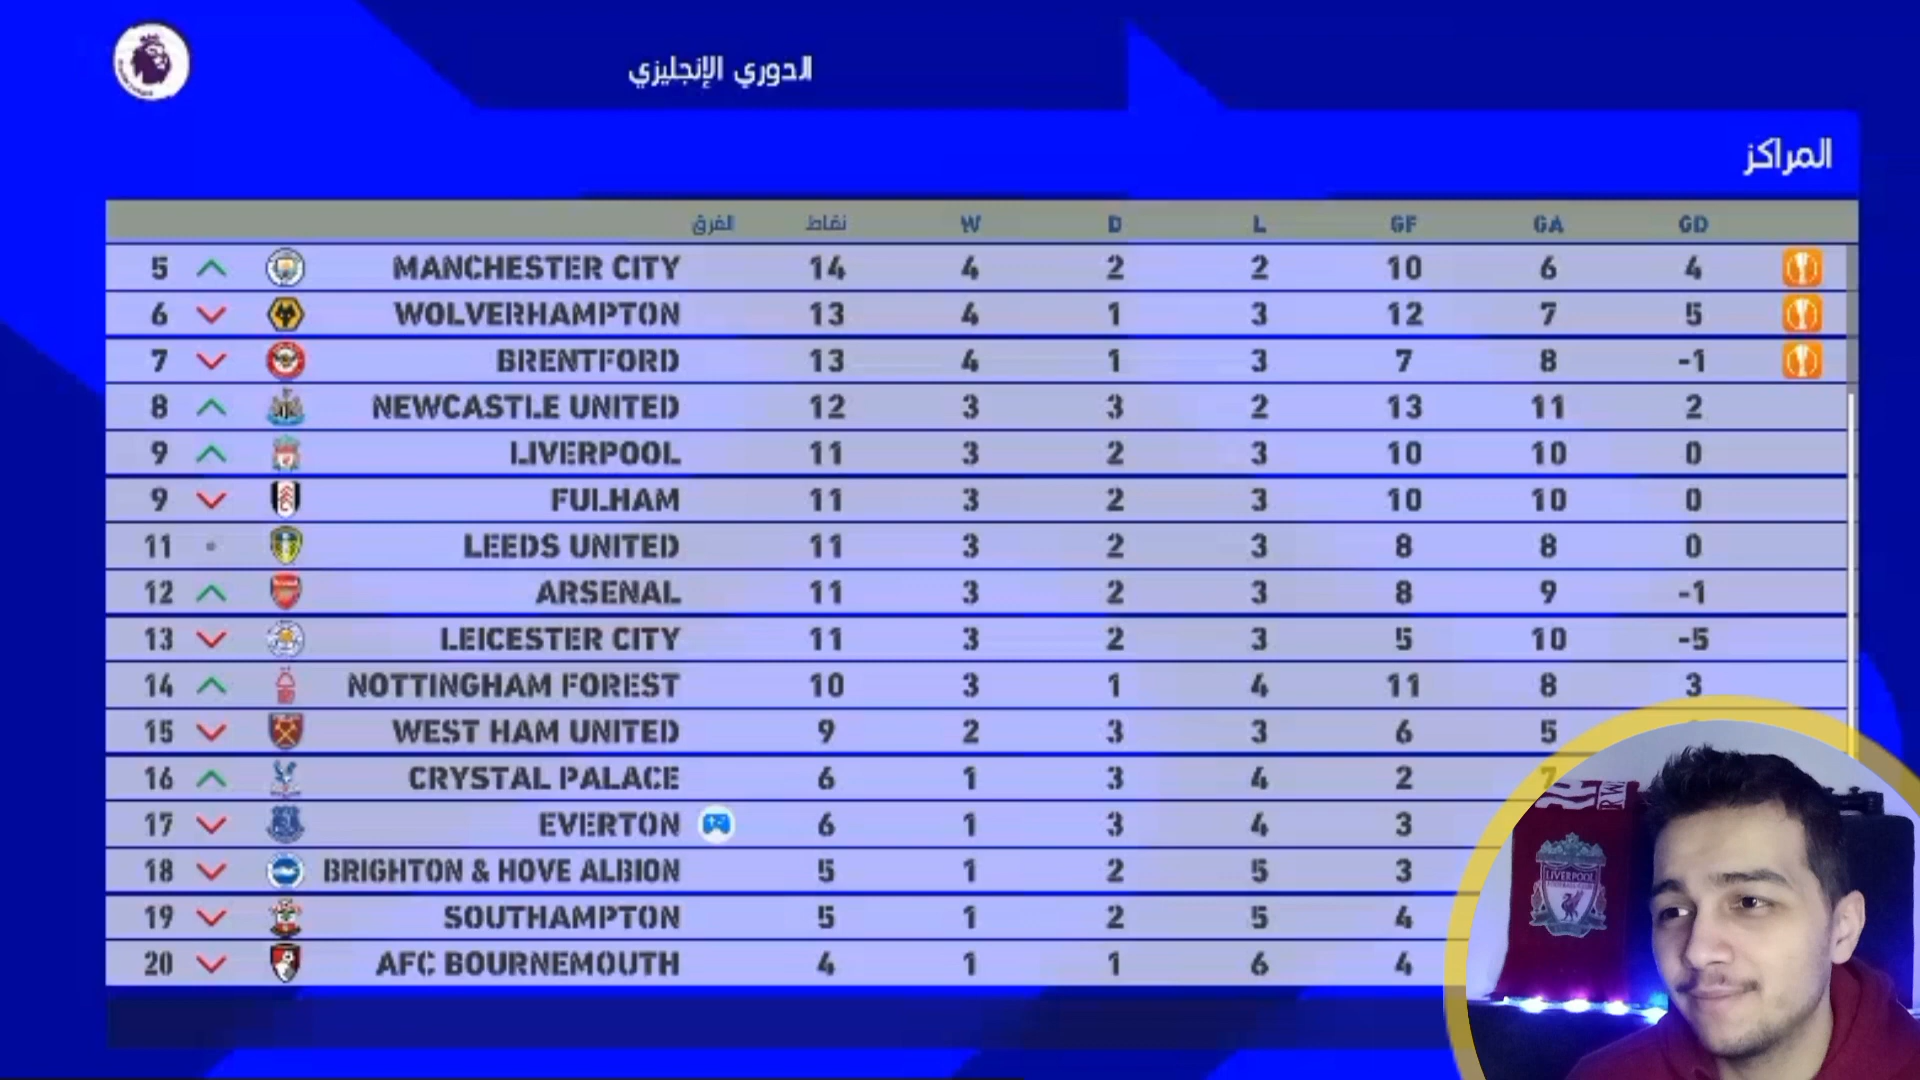 الدوري الإنجليزي
المراكز
الفرق نقاط W D L GF GA GD
5 MANCHESTER CITY 14 4 2 2 10 6 4
6 WOLVERHAMPTON 13 4 1 3 12 7 5
7 BRENTFORD 13 4 1 3 7 8 -1
8 NEWCASTLE UNITED 12 3 3 2 13 11 2
9 LIVERPOOL 11 3 2 3 10 10 0
9 FULHAM 11 3 2 3 10 10 0
11 LEEDS UNITED 11 3 2 3 8 8 0
12 ARSENAL 11 3 2 3 8 9 -1
13 LEICESTER CITY 11 3 2 3 5 10 -5
14 NOTTINGHAM FOREST 10 3 1 4 11 8 3
15 WEST HAM UNITED 9 2 3 3 6 5
16 CRYSTAL PALACE 6 1 3 4 2 7
17 EVERTON 6 1 3 4 3
18 BRIGHTON & HOVE ALBION 5 1 2 5 3
19 SOUTHAMPTON 5 1 2 5 4
20 AFC BOURNEMOUTH 4 1 1 6 4
LIVERPOOL